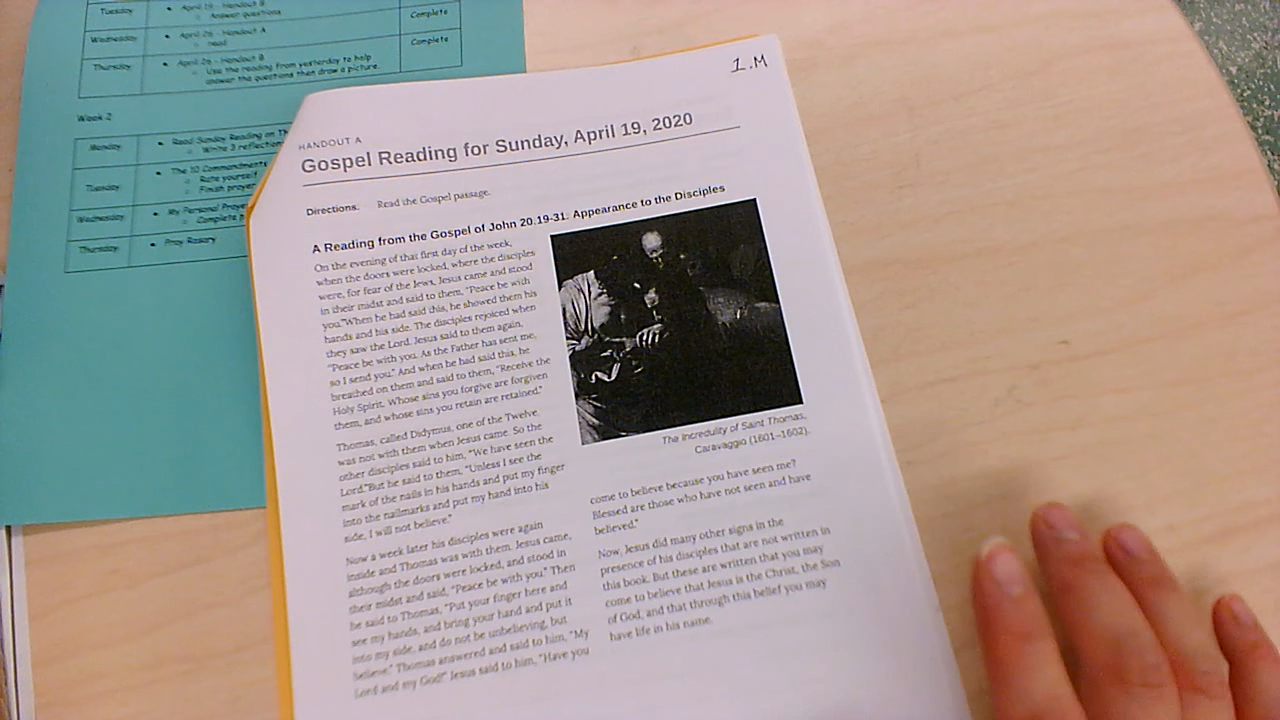 Tuesday
April 19 - Handout B
Answer questions
Complete
Wednesday
April 26 - Handout A
read
Complete
Thursday
April 26 - Handout B
Use the reading from yesterday to help
answer the questions then draw a picture.
Week 2
Monday
Read Sunday Reading on
Write 3
Tuesday
The 10 Commandments
Rate yourself
Finish prayer
Wednesday
My Personal
Complete
Thursday
Pray Rosary
1.M
HANDOUT A
Gospel Reading for Sunday, April 19, 2020
Directions. Read the Gospel passage.
A Reading from the Gospel of John 20.19-31. Appearance to the Disciples
On the evening of that first day of the week,
when the doors were locked, where the disciples
were, for fear of the Jews, Jesus came and stood
in their midst and said to them, "Peace be with
you."When he had said this, he showed them his
hands and his side. The disciples rejoiced when
they saw the Lord. Jesus said to them again,
"Peace be with you. As the Father has sent me,
so I send you." And when he had said this, he
breathed on them and said to them, "Receive the
Holy Spirit. Whose sins you forgive are forgiven
them, and whose sins you retain are retained."
Thomas, called Didymus, one of the Twelve,
was not with them when Jesus came. So the
other disciples said to him, "We have seen the
Lord."But he said to them, "Unless I see the
mark of the nails in his hands and put my finger
into the nailmarks and put my hand into his
side, I will not believe."
Now a week later his disciples were again
inside and Thomas was with them. Jesus came,
although the doors were locked, and stood in
their midst and said, "Peace be with you." Then
he said to Thomas, "Put your finger here and
see my hands, and bring your hand and put it
into my side, and do not be unbelieving, but
believe." Thomas answered and said to him, "My
Lord and my God!" Jesus said to him, "Have you
The Incredulity of Saint Thomas,
Caravaggio (1601–1602).
come to believe because you have seen me?
Blessed are those who have not seen and have
believed."
Now, Jesus did many other signs in the
presence of his disciples that are not written in
this book. But these are written that you may
come to believe that Jesus is the Christ, the Son
of God, and that through this belief you may
have life in his name.